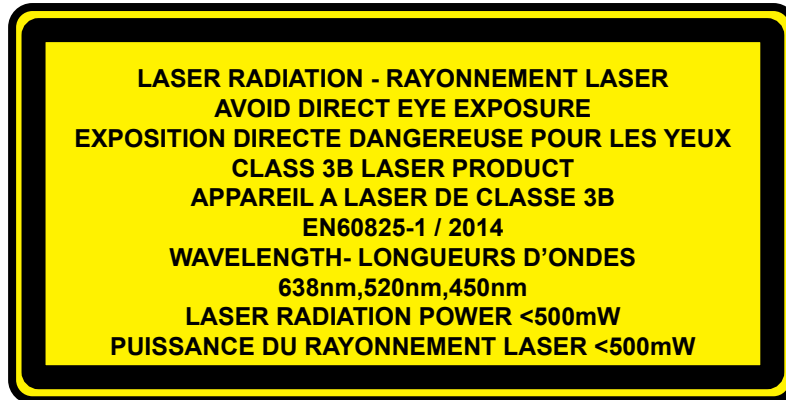 LASER RADIATION - RAYONNEMENT LASER
AVOID DIRECT EYE EXPOSURE
EXPOSITION DIRECTE DANGEREUSE POUR LES YEUX
CLASS 3B LASER PRODUCT
APPAREIL A LASER DE CLASSE 3B
EN60825-1 / 2014
WAVELENGTH- LONGUEURS D’ONDES
638nm,520nm,450nm
LASER RADIATION POWER <500mW
PUISSANCE DU RAYONNEMENT LASER <500mW